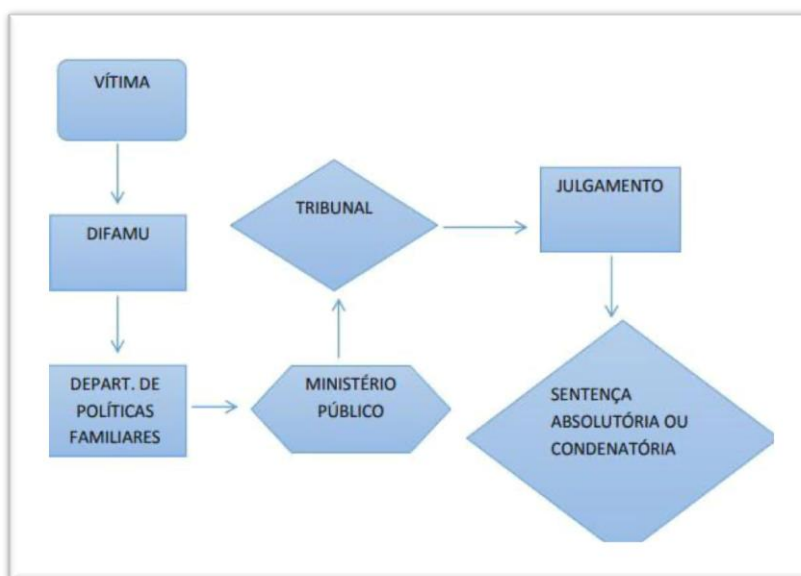 VÍTIMA
DIFAMU
DEPART. DE
POLÍTICAS
FAMILIARES
MINISTÉRIO
PÚBLICO
TRIBUNAL
JULGAMENTO
SENTENÇA
ABSOLUTÓRIA OU
CONDENATÓRIA